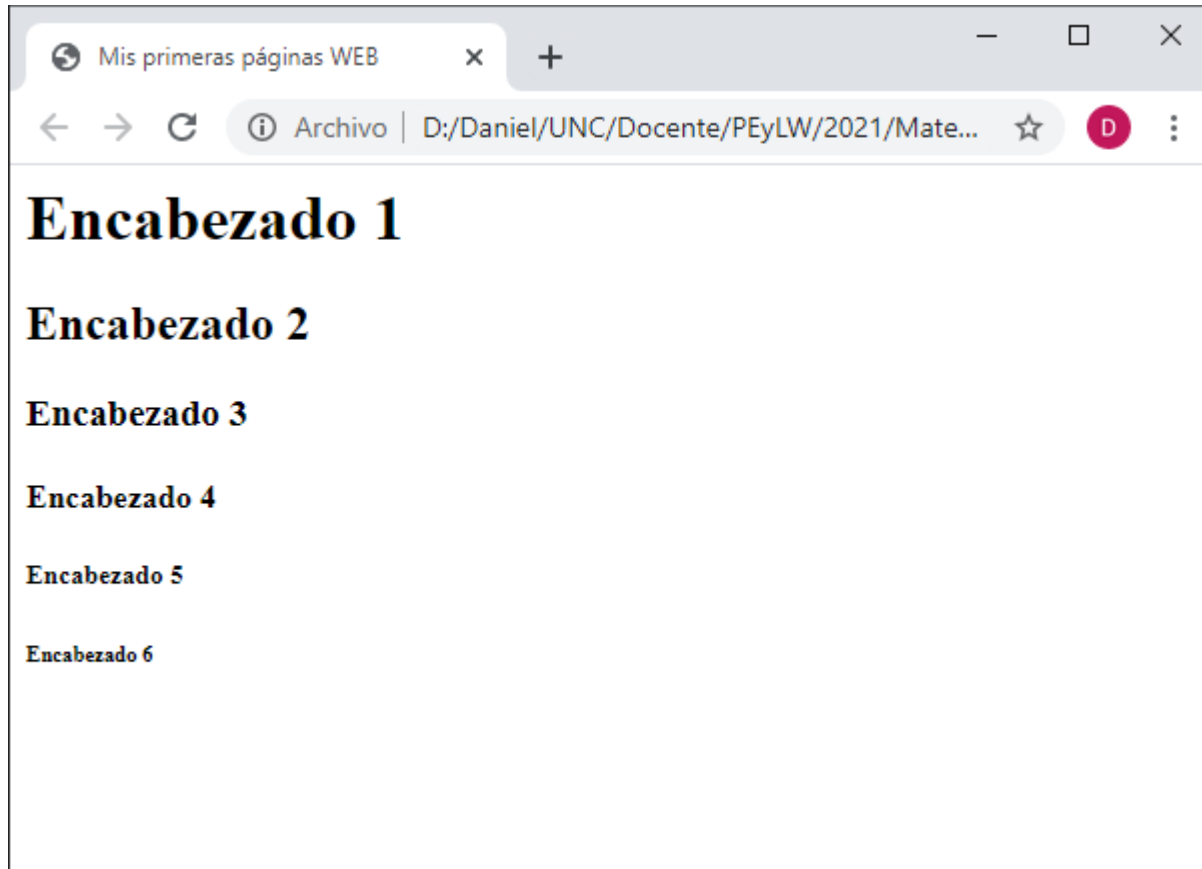 Mis primeras páginas WEB
Archivo D:/Daniel/UNC/Docente/PEyLW/2021/Mate... D
Encabezado 1
Encabezado 2
Encabezado 3
Encabezado 4
Encabezado 5
Encabezado 6